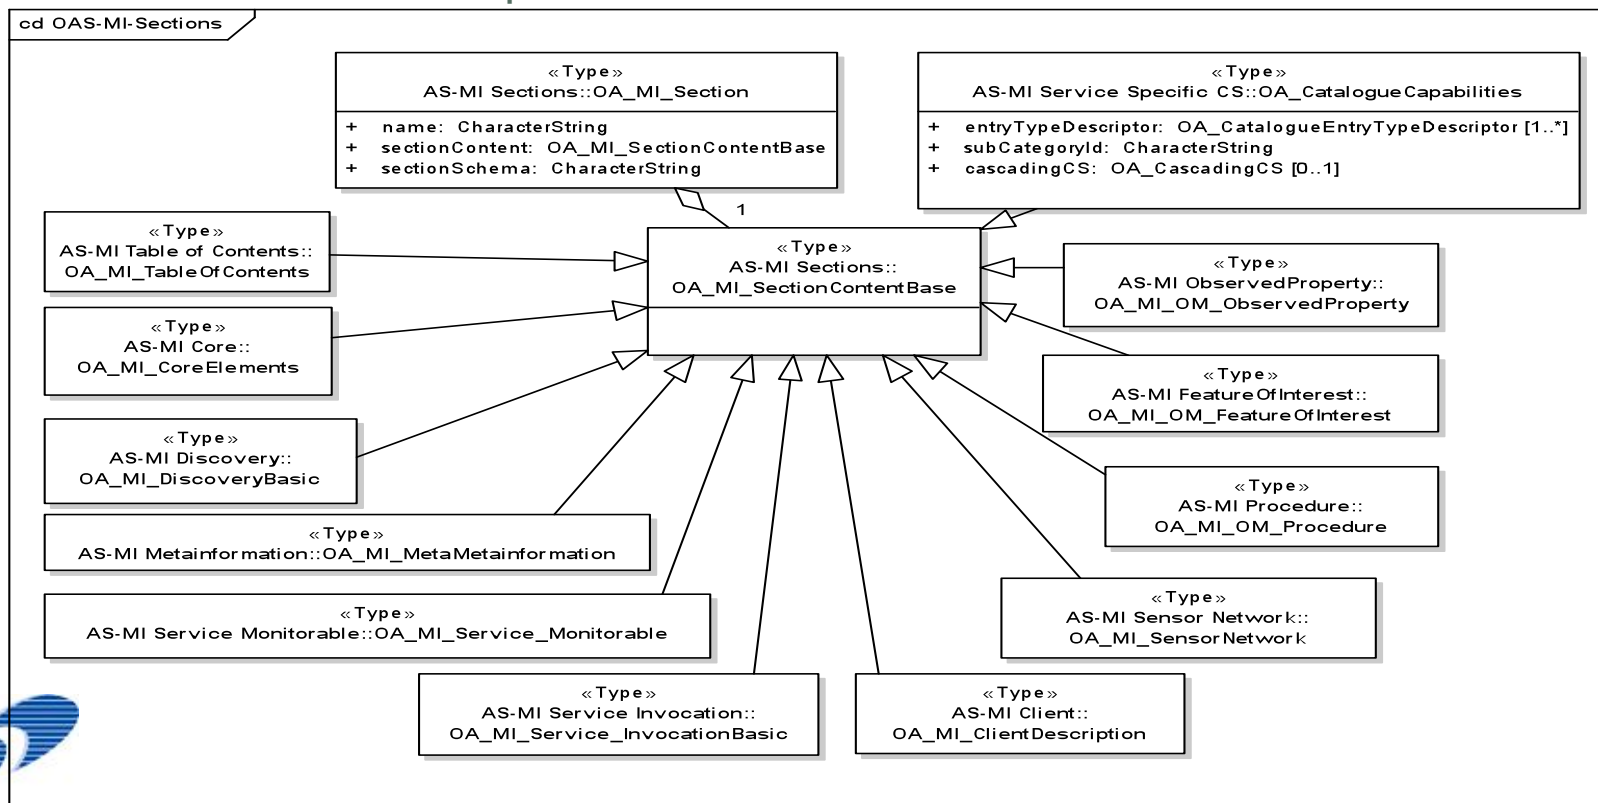 cd OAS-MI-Sections
«Type»
AS-MI Sections::OA_MI_Section
+ name: CharacterString
+ sectionContent: OA_MI_SectionContentBase
+ sectionSchema: CharacterString
«Type»
AS-MI Service Specific CS::OA_CatalogueCapabilities
+ entryTypeDescriptor: OA_CatalogueEntryTypeDescriptor [1..*]
+ subCategoryId: CharacterString
+ cascadingCS: OA_CascadingCS [0..1]
1
«Type»
AS-MI Table of Contents::
OA_MI_TableOfContents
«Type»
AS-MI Sections::
OA_MI_SectionContentBase
«Type»
AS-MI ObservedProperty::
OA_MI_OM_ObservedProperty
«Type»
AS-MI Core::
OA_MI_CoreElements
«Type»
AS-MI FeatureOfInterest::
OA_MI_OM_FeatureOfInterest
«Type»
AS-MI Discovery::
OA_MI_DiscoveryBasic
«Type»
AS-MI Procedure::
OA_MI_OM_Procedure
«Type»
AS-MI Metainformation::OA_MI_MetaMetainformation
«Type»
AS-MI Sensor Network::
OA_MI_SensorNetwork
«Type»
AS-MI Service Monitorable::OA_MI_Service_Monitorable
«Type»
AS-MI Service Invocation::
OA_MI_Service_InvocationBasic
«Type»
AS-MI Client::
OA_MI_ClientDescription